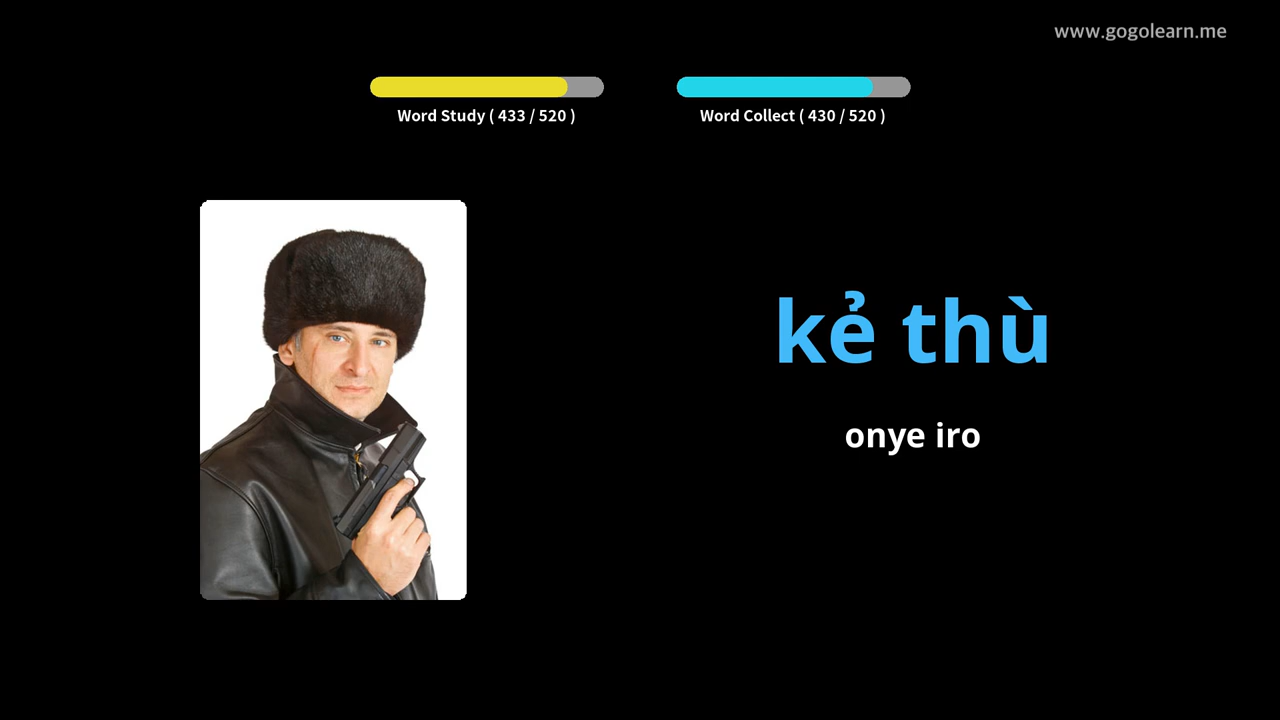 www.gogolearn.me
Word Study ( 433 / 520 )
Word Collect ( 430 / 520 )
kẻ thù
onye iro